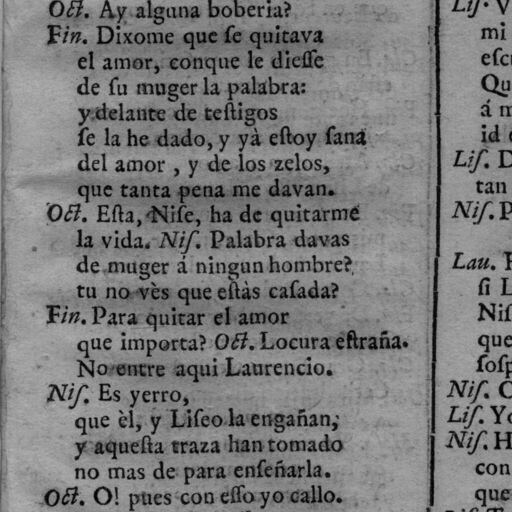 Oct. Ay alguna boberia?
Fin. Dixome que ſe quitava
el amor, conque le dieſſe
de ſu muger la palabra:
y delante de teſtigos
ſe la he dado, y yà eſtoy ſana
del amor , y de los zelos,
que tanta pena me davan.
Oct. Eſta, Niſe, ha de quitarme
la vida. Niſ. Palabra davas
de muger á ningun hombre?
tu no vès que eſtàs caſada?
Fin. Para quitar el amor
que importa? Oct. Locura eſtraña.
No entre aqui Laurencio.
Niſ. Es yerro,
que èl, y Liſeo la engañan;
y aqueſta traza han tomado
no mas de para enſeñarla.
Oct. O! pues con eſſo yo callo.
Liſ.
mi
Qu
á m
id
Liſ. D
tan
Niſ. P
Lau.
ſi L
Niſ
que
ſoſp
Niſ.
Liſ. Yo
Niſ. H
con
que